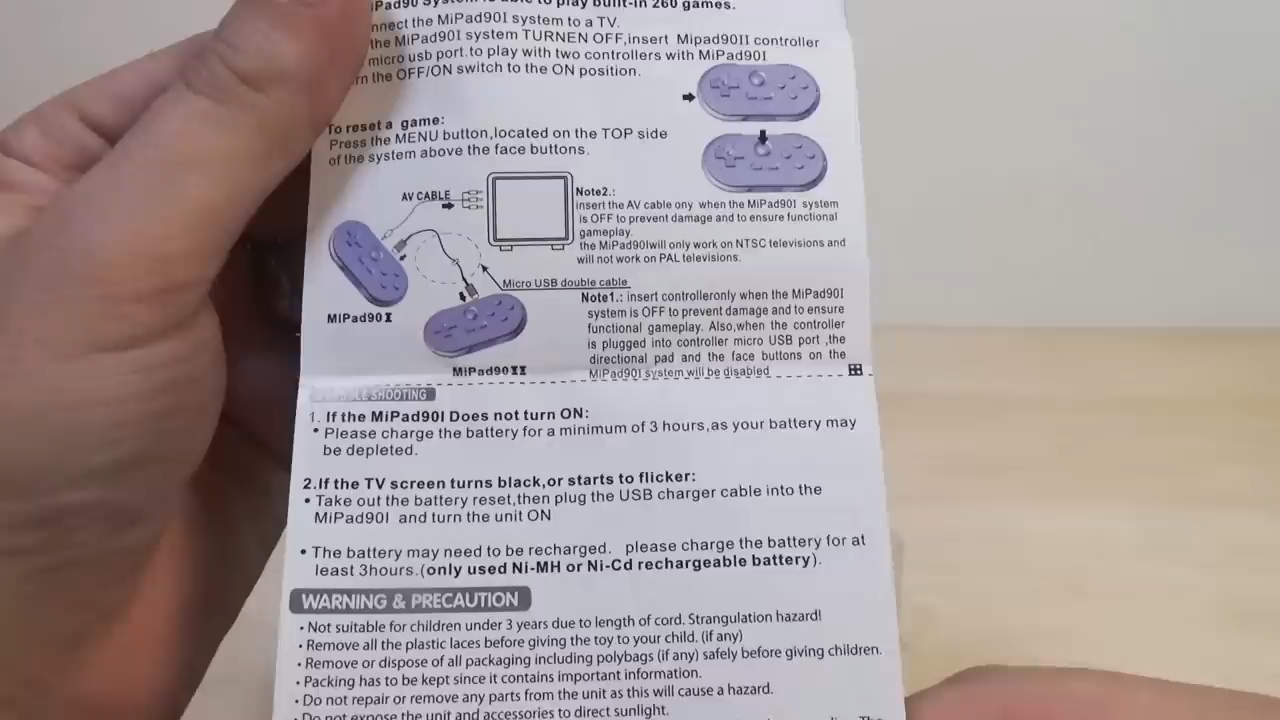 iPad90 System is able to play built-in 260 games.
nnect the MiPad90I system to a TV.
the MiPad90I system TURNEN OFF,insert Mipad90II controller
micro usb port.to play with two controllers with MiPad90I
rn the OFF/ON switch to the ON position.
To reset a game:
Press the MENU button,located on the TOP side
of the system above the face buttons.
AV CABLE
Note2.:
insert the AV cable ony when the MiPad90I system
is OFF to prevent damage and to ensure functional
gameplay.
the MiPad90Iwill only work on NTSC televisions and
will not work on PAL televisions.
Micro USB double cable
MIPad90I
MiPad90II
Note1.: insert controlleronly when the MiPad90I
system is OFF to prevent damage and to ensure
functional gameplay. Also,when the controller
is plugged into controller micro USB port ,the
directional pad and the face buttons on the
MiPad90I system will be disabled
SHOOTING
1. If the MiPad90I Does not turn ON:
• Please charge the battery for a minimum of 3 hours,as your battery may
be depleted.
2.If the TV screen turns black,or starts to flicker:
• Take out the battery reset,then plug the USB charger cable into the
MiPad90I and turn the unit ON
• The battery may need to be recharged. please charge the battery for at
least 3hours.(only used Ni-MH or Ni-Cd rechargeable battery).
WARNING & PRECAUTION
• Not suitable for children under 3 years due to length of cord. Strangulation hazard!
• Remove all the plastic laces before giving the toy to your child. (if any)
• Remove or dispose of all packaging including polybags (if any) safely before giving children.
• Packing has to be kept since it contains important information.
• Do not repair or remove any parts from the unit as this will cause a hazard.
• Do not expose the unit and accessories to direct sunlight.